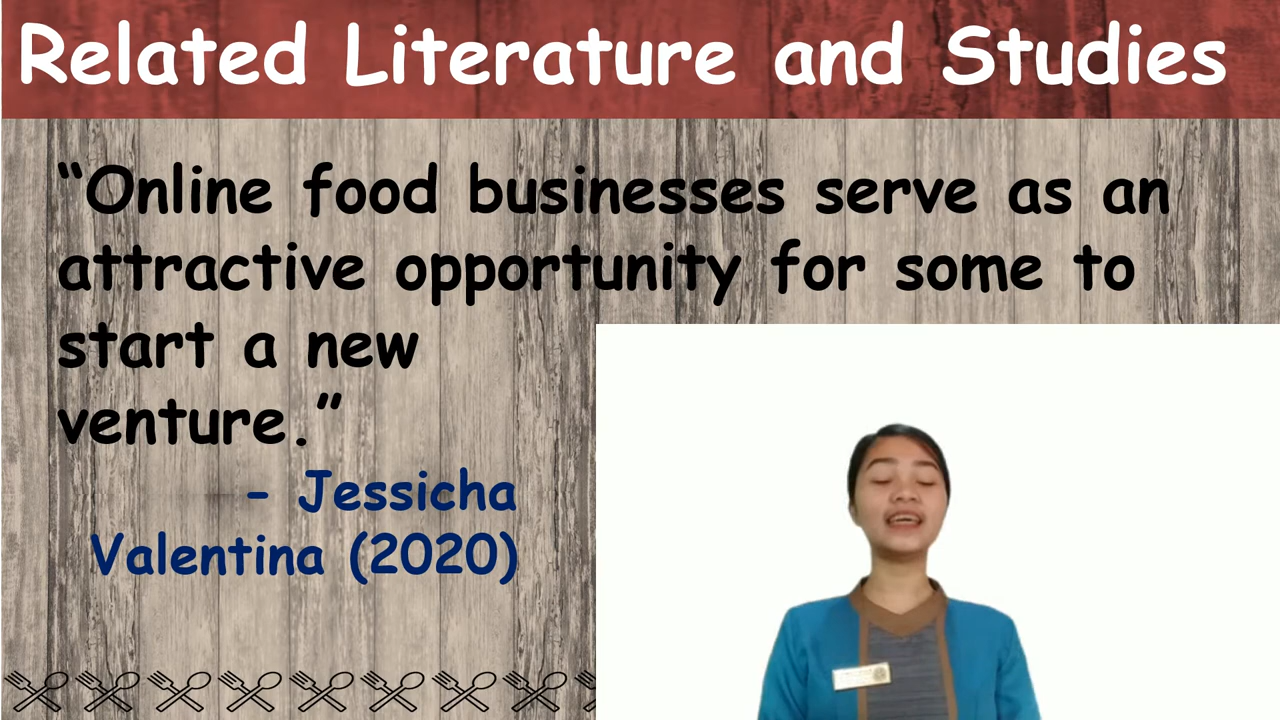 Related Literature and Studies
“Online food businesses serve as an
attractive opportunity for some to
start a new
venture.”
- Jessicha
Valentina (2020)